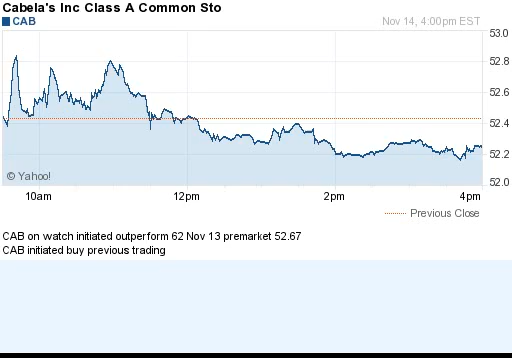 Cabela's Inc Class A Common Sto
CAB
Nov 14, 4:00pm EST
53.0
52.8
52.6
52.4
52.2
52.0
© Yahoo!
10am
12pm
2pm
4pm
Previous Close
CAB on watch initiated outperform 62 Nov 13 premarket 52.67
CAB initiated buy previous trading